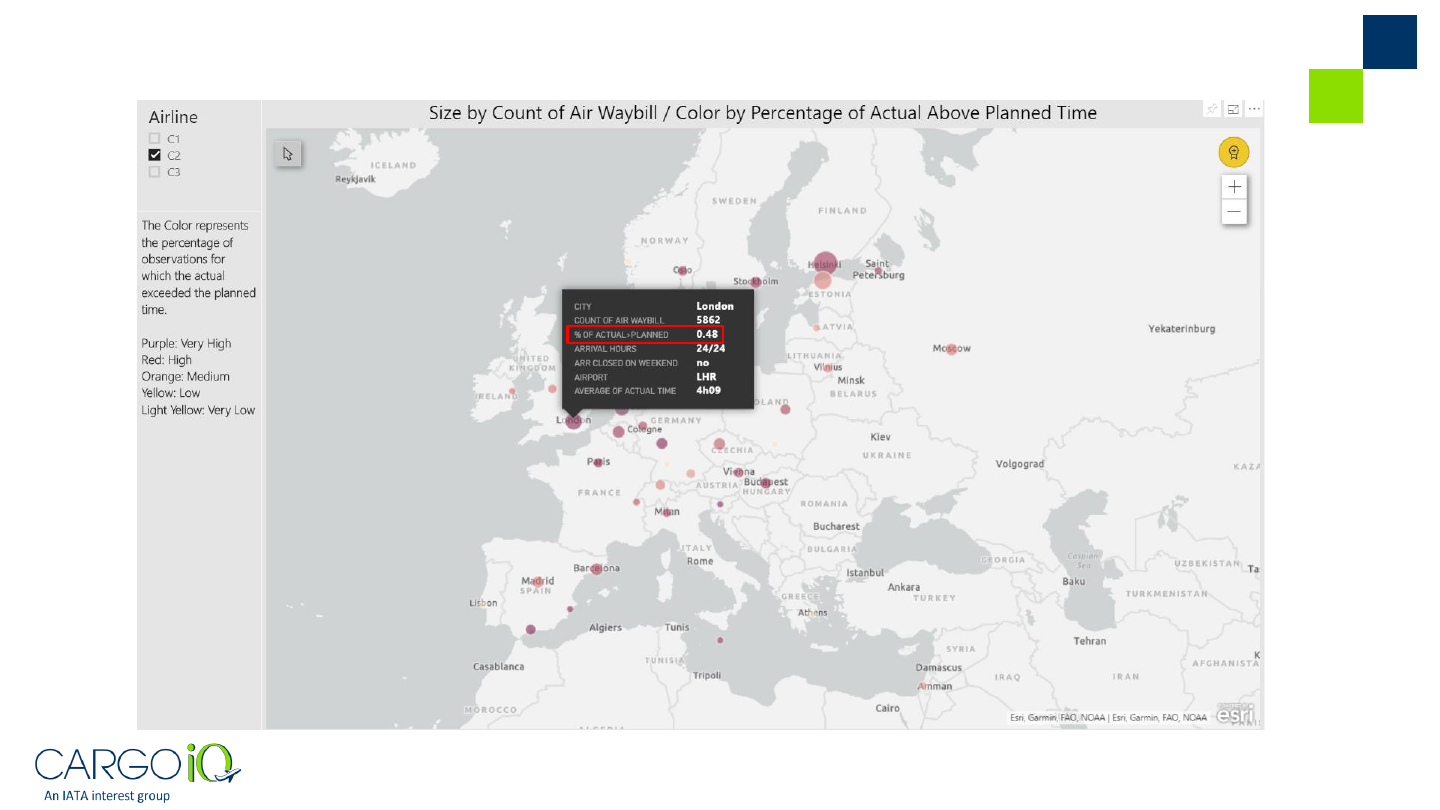 Airline
C1
C2
C3
The Color represents
the percentage of
observations for
which the actual
exceeded the planned
time.
Purple: Very High
Red: High
Orange: Medium
Yellow: Low
Light Yellow: Very Low
Size by Count of Air Waybill / Color by Percentage of Actual Above Planned Time
ICELAND
Reykjavik
SWEDEN
FINLAND
NORWAY
Oslo
Helsinki
Saint
Petersburg
Stockholm
ESTONIA
CITY London
COUNT OF AIR WAYBILL 5862
% OF ACTUAL>PLANNED 0.48
ARRIVAL HOURS 24/24
ARR CLOSED ON WEEKEND no
AIRPORT LHR
AVERAGE OF ACTUAL TIME 4h09
LATVIA
Yekaterinburg
Moscow
LITHUANIA
UNITED
KINGDOM
Vilnius
Minsk
BELARUS
IRELAND
OLAND
London
GERMANY
Cologne
Kiev
UKRAINE
CZECHIA
Paris
Volgograd
KAZA
Vienna
AUSTRIA
Budapest
HUNGARY
FRANCE
ROMANIA
Milan
Bucharest
ITALY
BULGARIA
Rome
GEORGIA
Caspian
Sea
UZBEKISTAN
Ta
Barcelona
Istanbul
Madrid
SPAIN
Ankara
TURKEY
Baku
TURKMENISTAN
GREECE
Lisbon
Athens
Algiers
Tunis
Tehran
SYRIA
K
Casablanca
TUNISIA
Tripoli
Damascus
IRAQ
IRAN
AFGHANISTA
Amman
MOROCCO
Cairo
Esri, Garmin, FAO, NOAA | Esri, Garmin, FAO, NOAA
esri
CARGO iQ
An IATA interest group